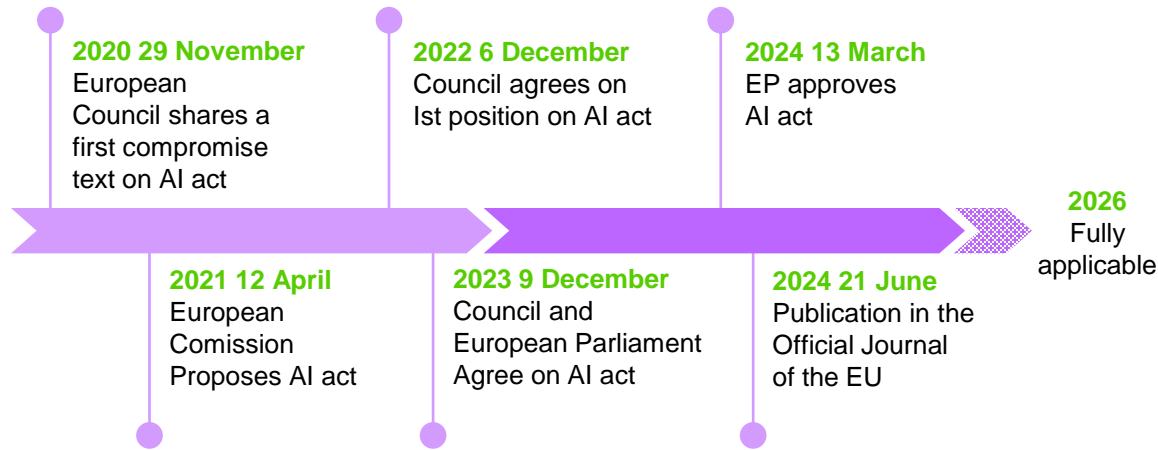 2020 29 November
European
Council shares a
first compromise
text on AI act
2022 6 December
Council agrees on
Ist position on AI act
2024 13 March
EP approves
AI act
2026
Fully
applicable
2021 12 April
European
Comission
Proposes AI act
2023 9 December
Council and
European Parliament
Agree on AI act
2024 21 June
Publication in the
Official Journal
of the EU